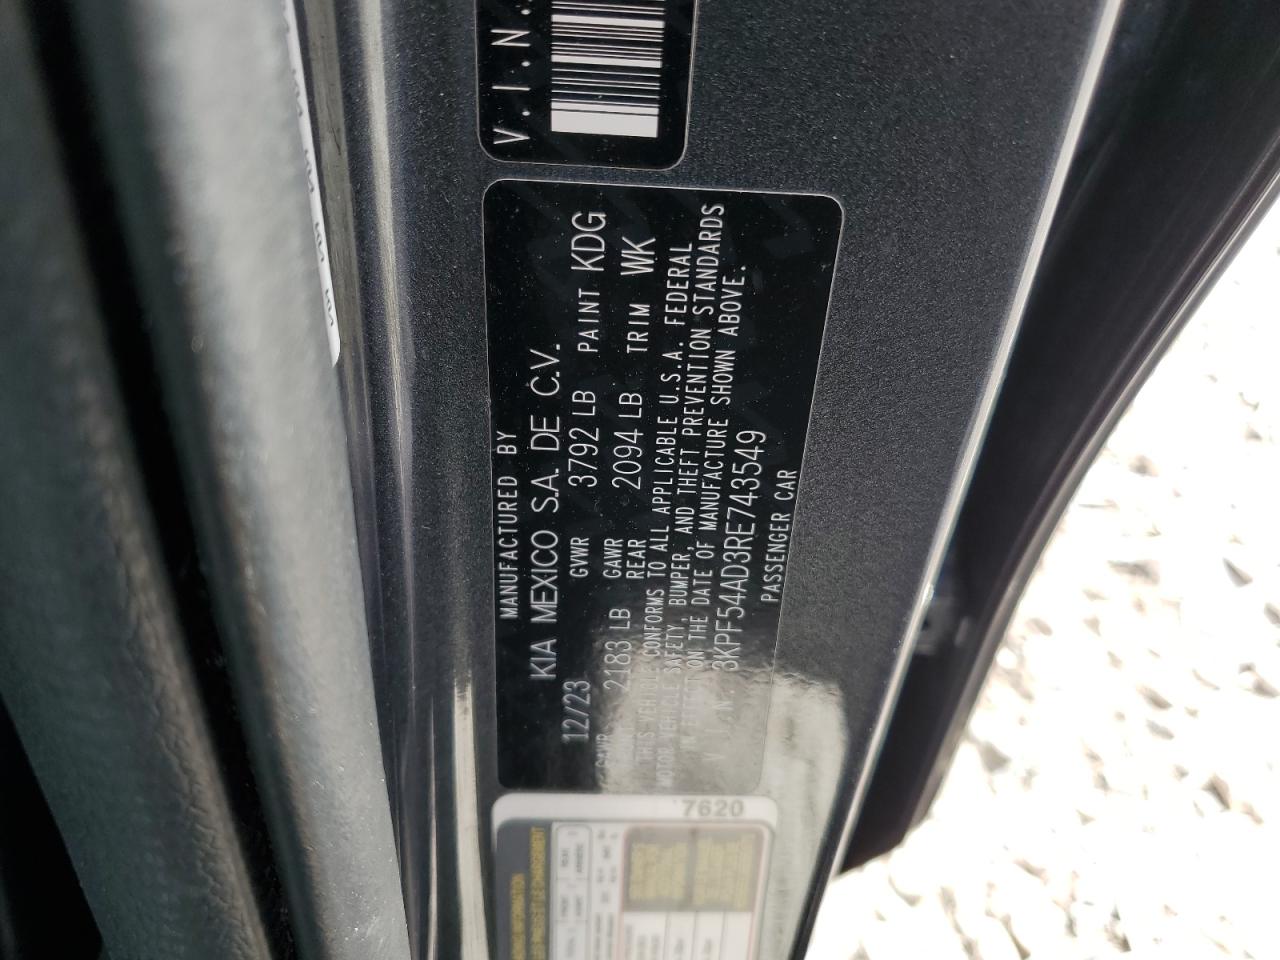 V.I.N.
MANUFACTURED BY
KIA MEXICO S.A. DE C.V.
12/23 GVWR 3792 LB PAINT KDG
GAWR 2183 LB GAWR REAR 2094 LB TRIM WK
THIS VEHICLE CONFORMS TO ALL APPLICABLE U.S.A. FEDERAL
MOTOR VEHICLE SAFETY, BUMPER, AND THEFT PREVENTION STANDARDS
IN EFFECT ON THE DATE OF MANUFACTURE SHOWN ABOVE.
V.I.N. 3KPF54AD3RE743549
PASSENGER CAR
7620